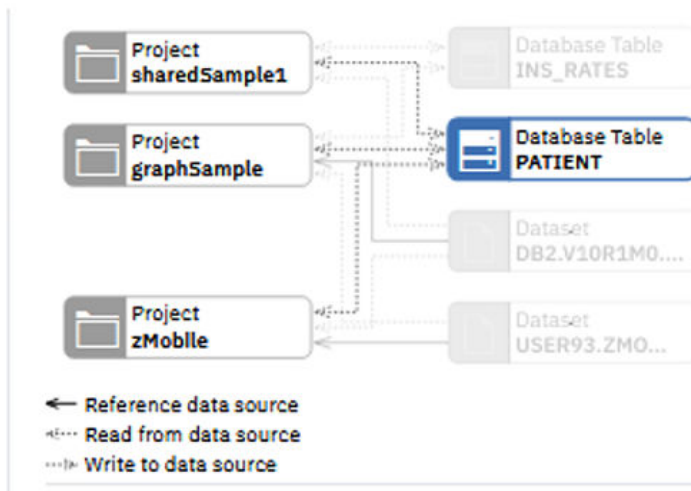 Project
sharedSample1
Database Table
INS_RATES
Project
graphSample
Database Table
PATIENT
Dataset
DB2.V10R1M0....
Project
zMobile
Dataset
USER93.ZMO...
Reference data source
Read from data source
Write to data source